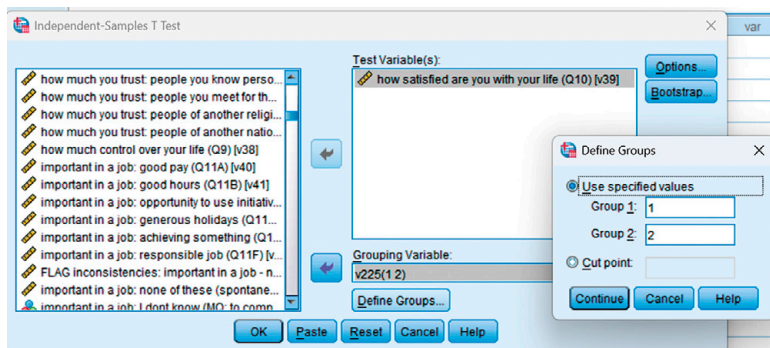 Independent-Samples T Test
var
Test Variable(s):
how much you trust: people you know perso...
how much you trust: people you meet for th...
how much you trust: people of another religi...
how much you trust: people of another natio...
how much control over your life (Q9) [v38]
important in a job: good pay (Q11A) [v40]
important in a job: good hours (Q11B) [v41]
important in a job: opportunity to use initiativ...
important in a job: generous holidays (Q11...
important in a job: achieving something (Q1...
important in a job: responsible job (Q11F) [v...
FLAG inconsistencies: important in a job - n...
important in a job: none of these (spontane...
important in a job: I dont know (MQ: to comp...
how satisfied are you with your life (Q10) [v39]
Options...
Bootstrap...
Grouping Variable:
v225(1 2)
Define Groups...
OK
Paste
Reset
Cancel
Help
Define Groups
Use specified values
Group 1:
1
Group 2:
2
Cut point:
Continue
Cancel
Help